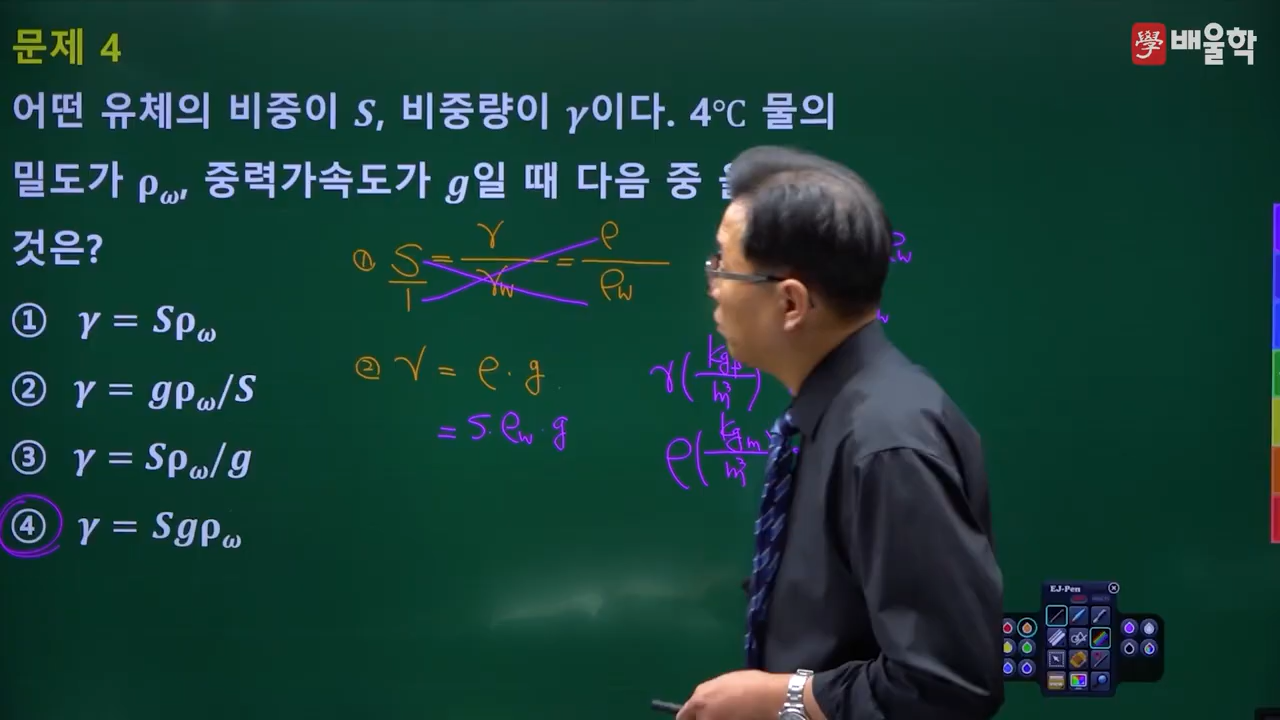 문제 4
學 배울학
어떤 유체의 비중이 S, 비중량이 γ이다. 4℃ 물의
밀도가 ρω, 중력가속도가 g일 때 다음 중
것은?
① S/1 = γ/γw = ρ/ρw
ρw
w
① γ = Sρω
② γ = ρ · g
γ(kgf/m³)
② γ = gρω/S
= S · ρw · g
ρ(kgm/m³)
③ γ = Sρω/g
④ γ = Sgρω
EJ-Pen